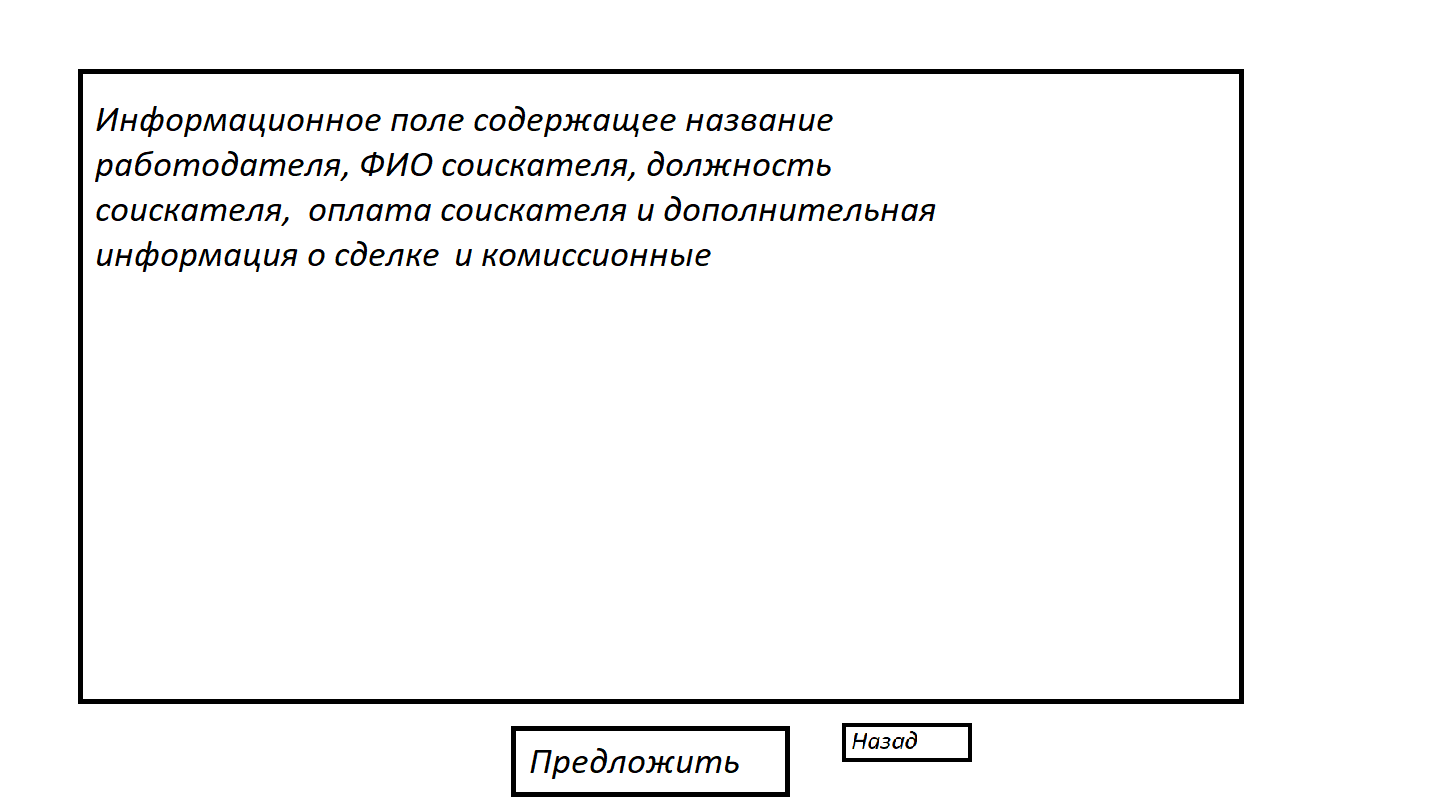 Информационное поле содержащее название
работодателя, ФИО соискателя, должность
соискателя, оплата соискателя и дополнительная
информация о сделке и комиссионные
Предложить
Назад